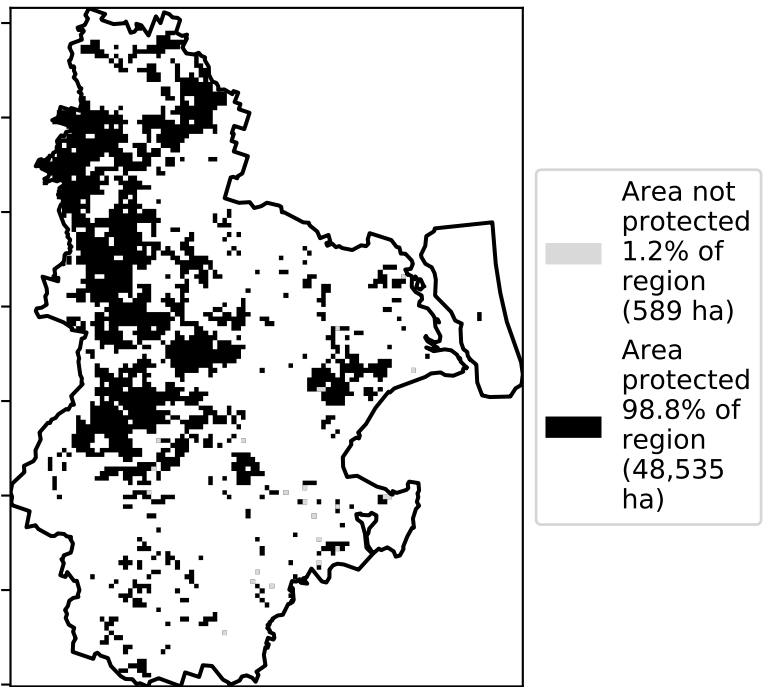 Area not
protected
1.2% of
region
(589 ha)
Area
protected
98.8% of
region
(48,535
ha)